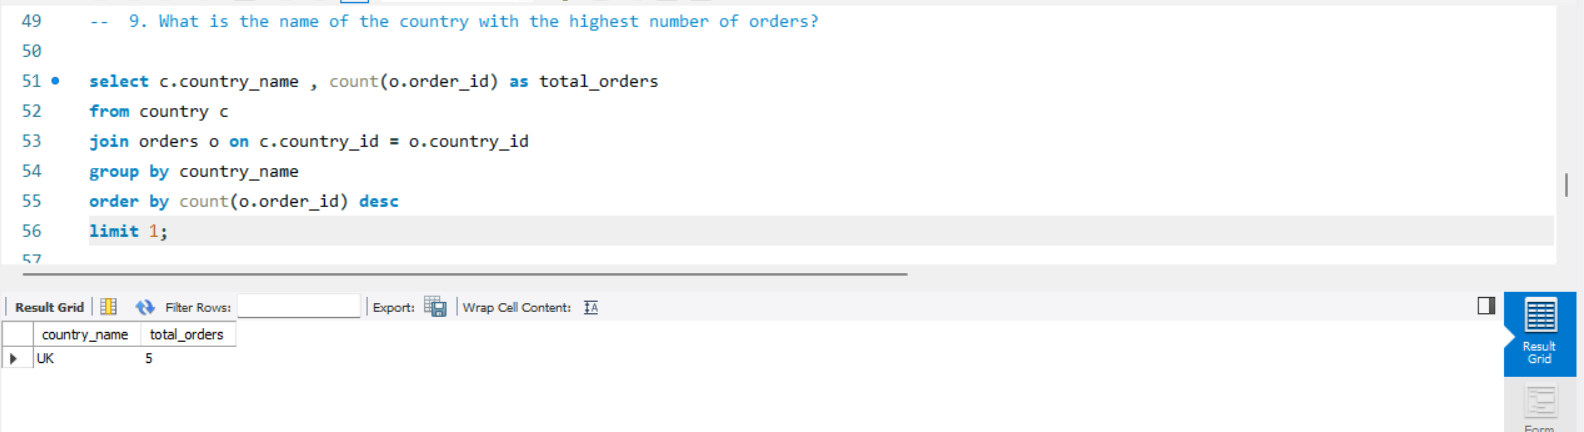 49 -- 9. What is the name of the country with the highest number of orders?
50
51 select c.country_name , count(o.order_id) as total_orders
52 from country c
53 join orders o on c.country_id = o.country_id
54 group by country_name
55 order by count(o.order_id) desc
56 limit 1;
57
Result Grid Filter Rows: Export: Wrap Cell Content: IA
country_name total_orders
UK 5
Result
Grid
Form